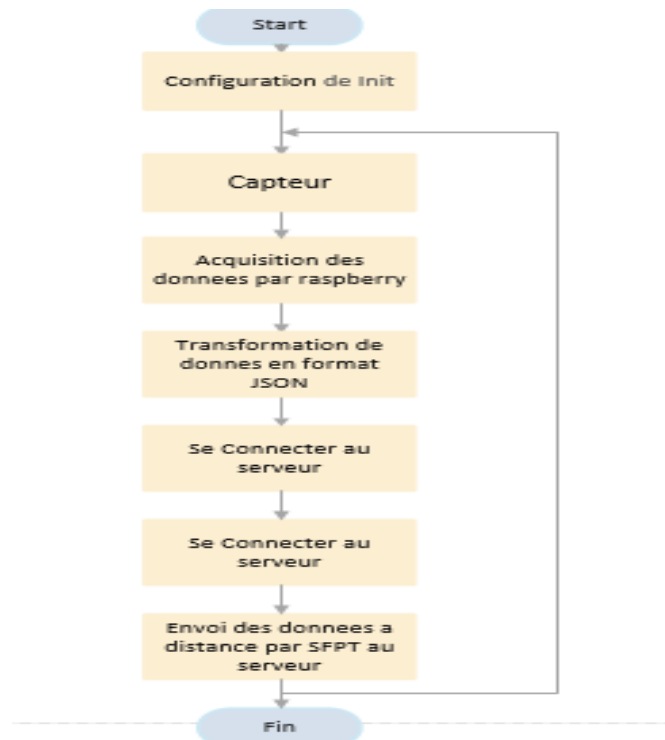 Start
Configuration de Init
Capteur
Acquisition des
donnees par raspberry
Transformation de
donnes en format
JSON
Se Connecter au
serveur
Se Connecter au
serveur
Envoi des donnees a
distance par SFPT au
serveur
Fin